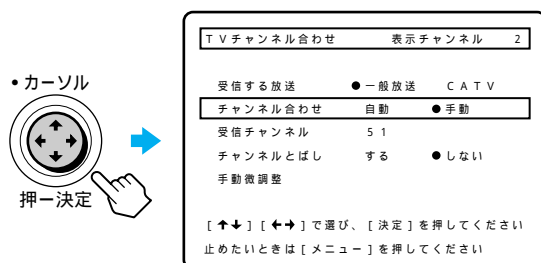 • カーソル
押ー決定
TVチャンネル合わせ 表示チャンネル 2
受信する放送 ●一般放送 CATV
チャンネル合わせ 自動 ●手動
受信チャンネル 51
チャンネルとばし する ●しない
手動微調整
[↑↓][←→]で選び、[決定]を押してください
止めたいときは[メニュー]を押してください